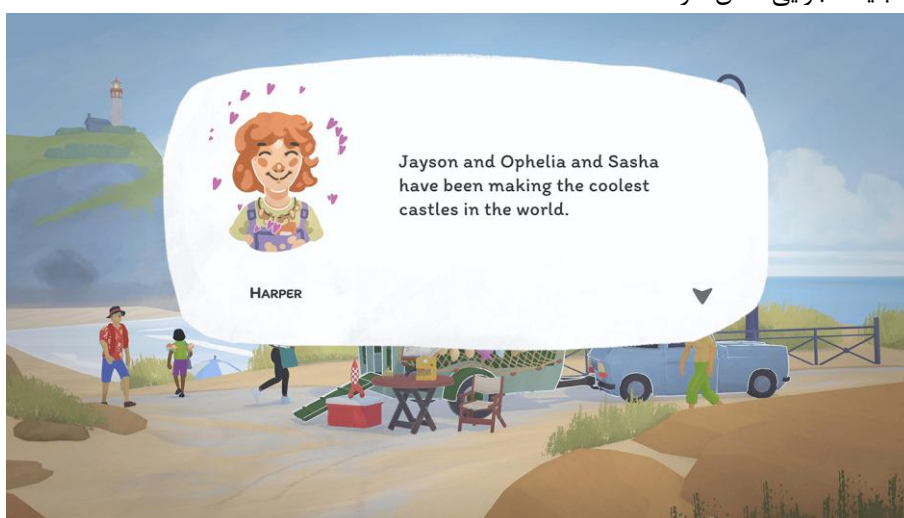 Jayson and Ophelia and Sasha
have been making the coolest
castles in the world.
HARPER